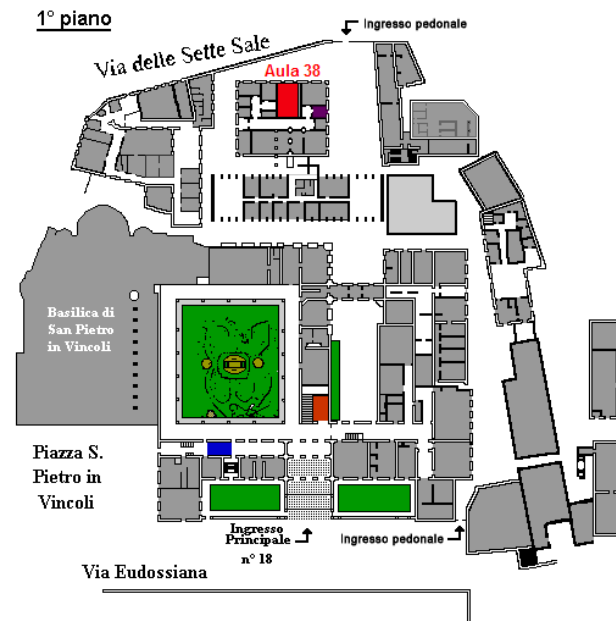 1° piano
Ingresso pedonale
Via delle Sette Sale
Aula 38
Basilica di
San Pietro
in Vincoli
Piazza S.
Pietro in
Vincoli
Ingresso
Principale
n° 18
Ingresso pedonale
Via Eudossiana